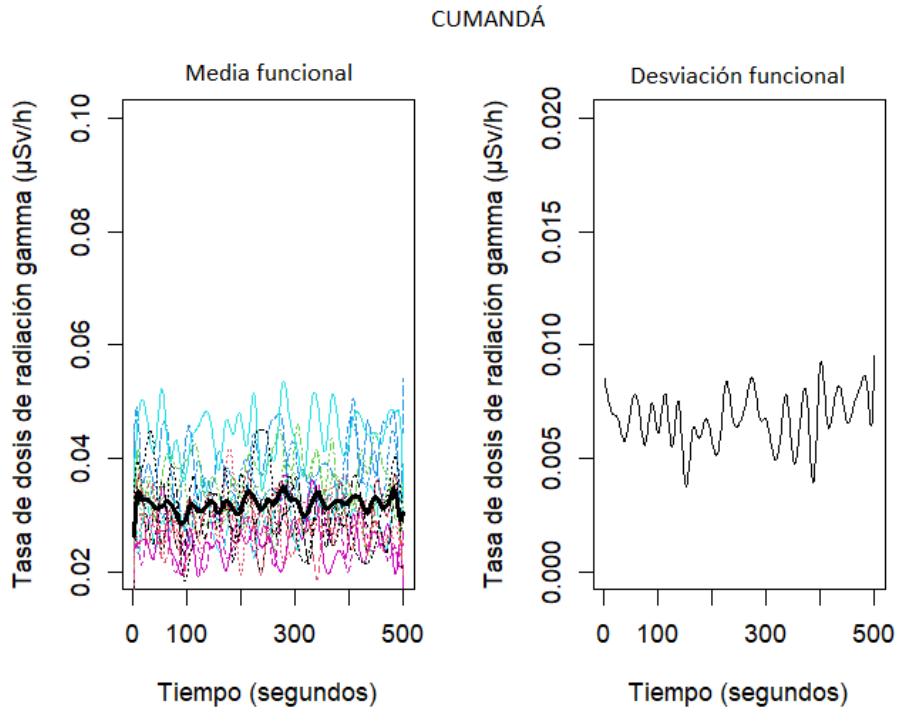 CUMANDÁ
Media funcional
Tasa de dosis de radiación gamma (µSv/h)
0.10
0.08
0.06
0.04
0.02
0 100 300 500
Tiempo (segundos)
Desviación funcional
Tasa de dosis de radiación gamma (µSv/h)
0.020
0.015
0.010
0.005
0.000
0 100 300 500
Tiempo (segundos)